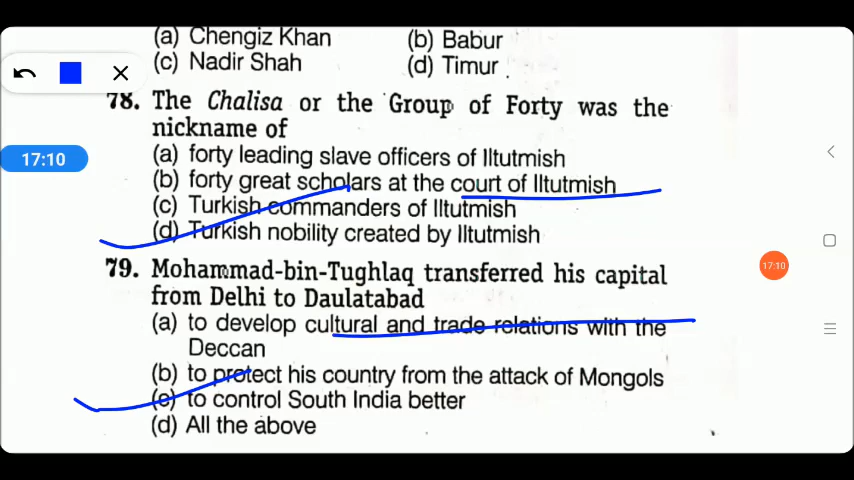 (a) Chengiz Khan (b) Babur
(c) Nadir Shah (d) Timur
78. The Chalisa or the Group of Forty was the
nickname of
(a) forty leading slave officers of Iltutmish
17:10
(b) forty great scholars at the court of Iltutmish
(c) Turkish commanders of Iltutmish
(d) Turkish nobility created by Iltutmish
17:10
79. Mohammad-bin-Tughlaq transferred his capital
from Delhi to Daulatabad
(a) to develop cultural and trade relations with the
Deccan
(b) to protect his country from the attack of Mongols
(c) to control South India better
(d) All the above